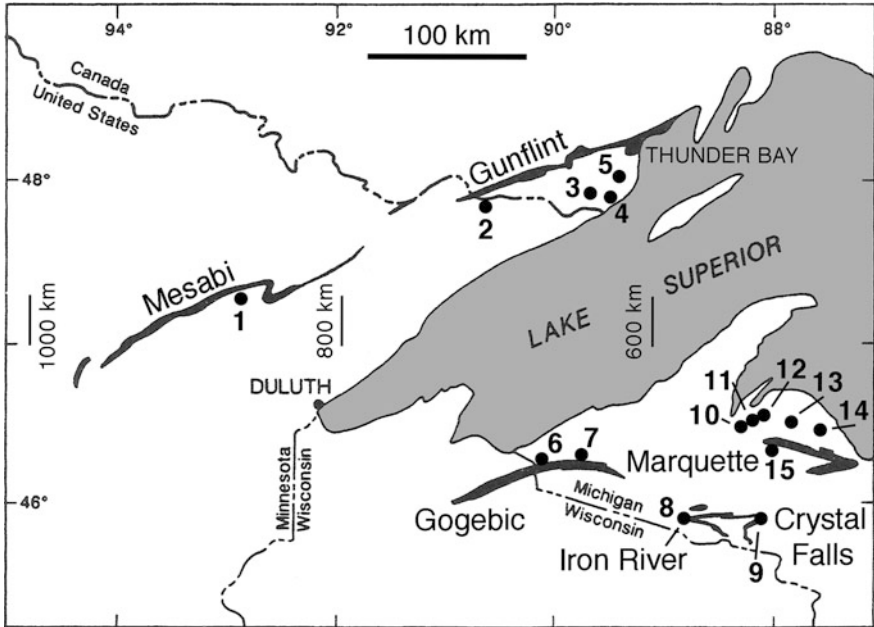 94°
92°
90°
88°
100 km
Canada
United States
Gunflint
THUNDER BAY
48°
5
3
4
2
LAKE SUPERIOR
Mesabi
1
1000 km
800 km
600 km
DULUTH
11
12
13
10
14
6
7
Marquette
15
Minnesota
Wisconsin
46°
Gogebic
Michigan
Wisconsin
8
Crystal
Iron River
Falls
9